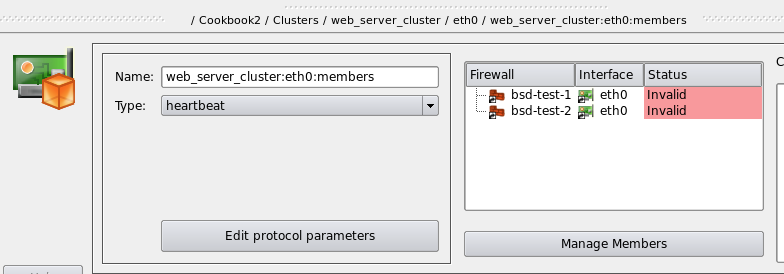 / Cookbook2 / Clusters / web_server_cluster / eth0 / web_server_cluster:eth0:members
Name: web_server_cluster:eth0:members
Type: heartbeat
Edit protocol parameters
Firewall Interface Status
bsd-test-1 eth0 Invalid
bsd-test-2 eth0 Invalid
Manage Members